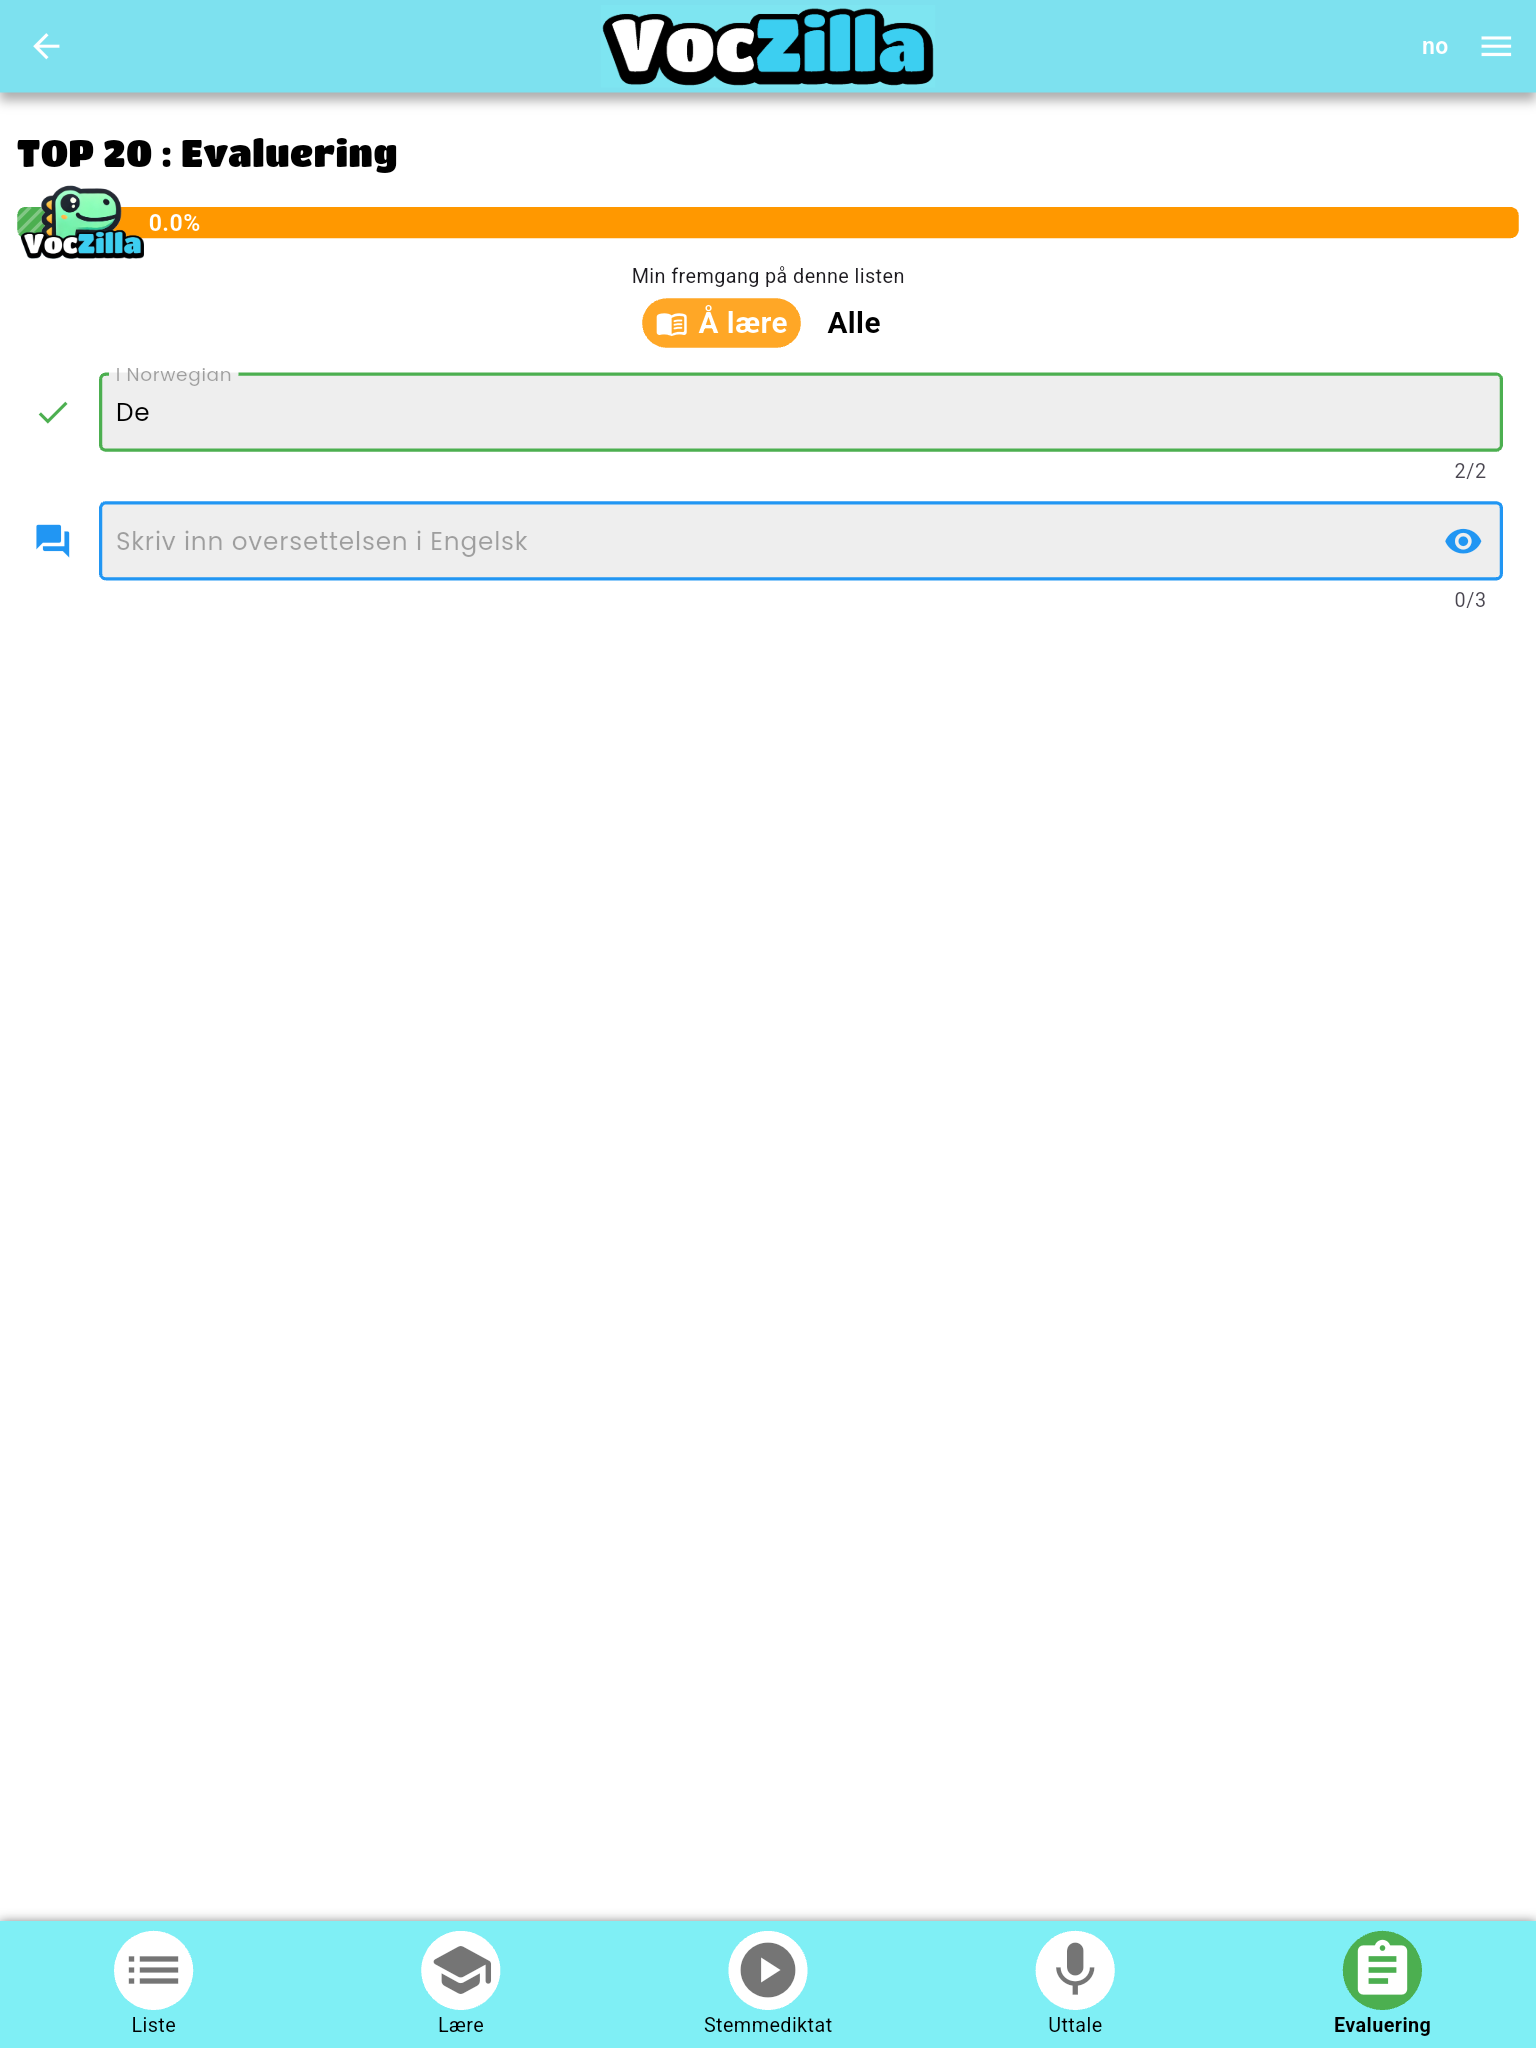 VocZilla
no
TOP 20 : Evaluering
VocZilla
0.0%
Min fremgang på denne listen
Å lære
Alle
I Norwegian
De
2/2
Skriv inn oversettelsen i Engelsk
0/3
Liste
Lære
Stemmediktat
Uttale
Evaluering